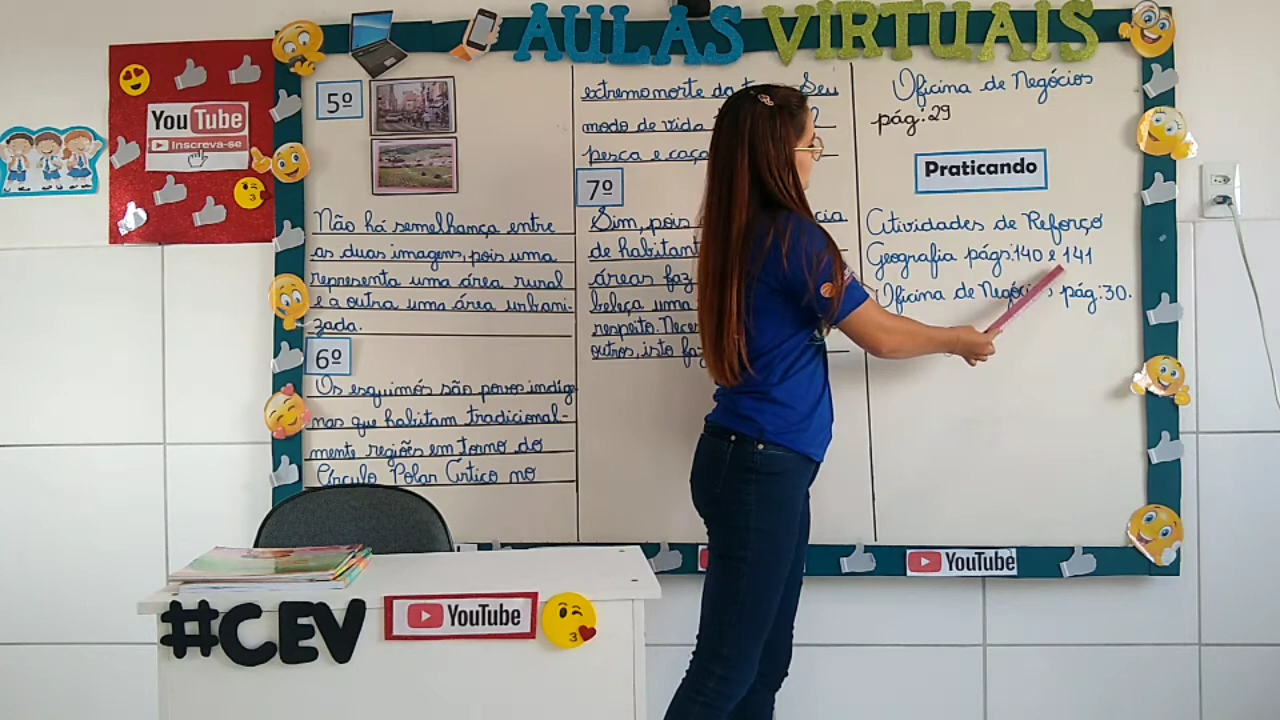 AULAS VIRTUAIS
YouTube
Inscreva-se
5º
Não há semelhança entre
as duas imagens, pois uma
representa uma área rural
e a outra uma área urbani-
zada.
6º
Os esquimós são povos indíge
nas que habitam tradicional-
mente regiões em torno do
Círculo Polar Ártico no
extremo norte da Seu
modo de vida
pesca e caça
7º
Sim, pois
de habitant
áreas faz
beleza uma
respeito.
outros, isto faz
Oficina de Negócios
pág:29
Praticando
Atividades de Reforço
Geografia págs.140 e 141
Oficina de Negócios pág:30.
YouTube
#CEV
YouTube